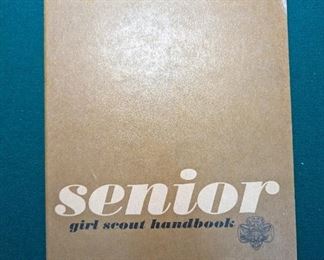 senior
girl scout handbook